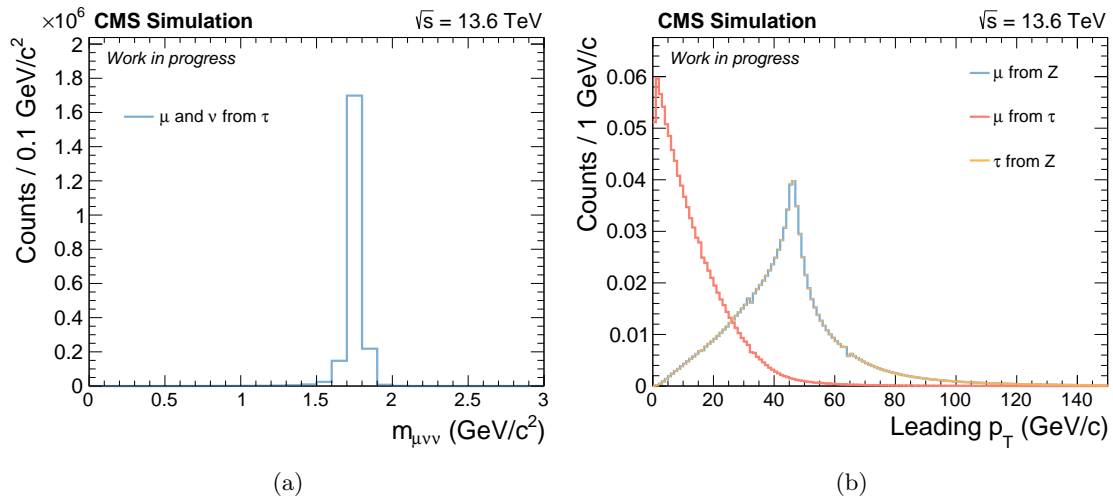 ×10⁶ CMS Simulation √s = 13.6 TeV
Work in progress
μ and ν from τ
Counts / 0.1 GeV/c²
2
1.8
1.6
1.4
1.2
1
0.8
0.6
0.4
0.2
0
0 0.5 1 1.5 2 2.5 3
m_μνν (GeV/c²)
(a)
CMS Simulation √s = 13.6 TeV
Work in progress
μ from Z
μ from τ
τ from Z
Counts / 1 GeV/c
0.06
0.05
0.04
0.03
0.02
0.01
0
0 20 40 60 80 100 120 140
Leading p_T (GeV/c)
(b)